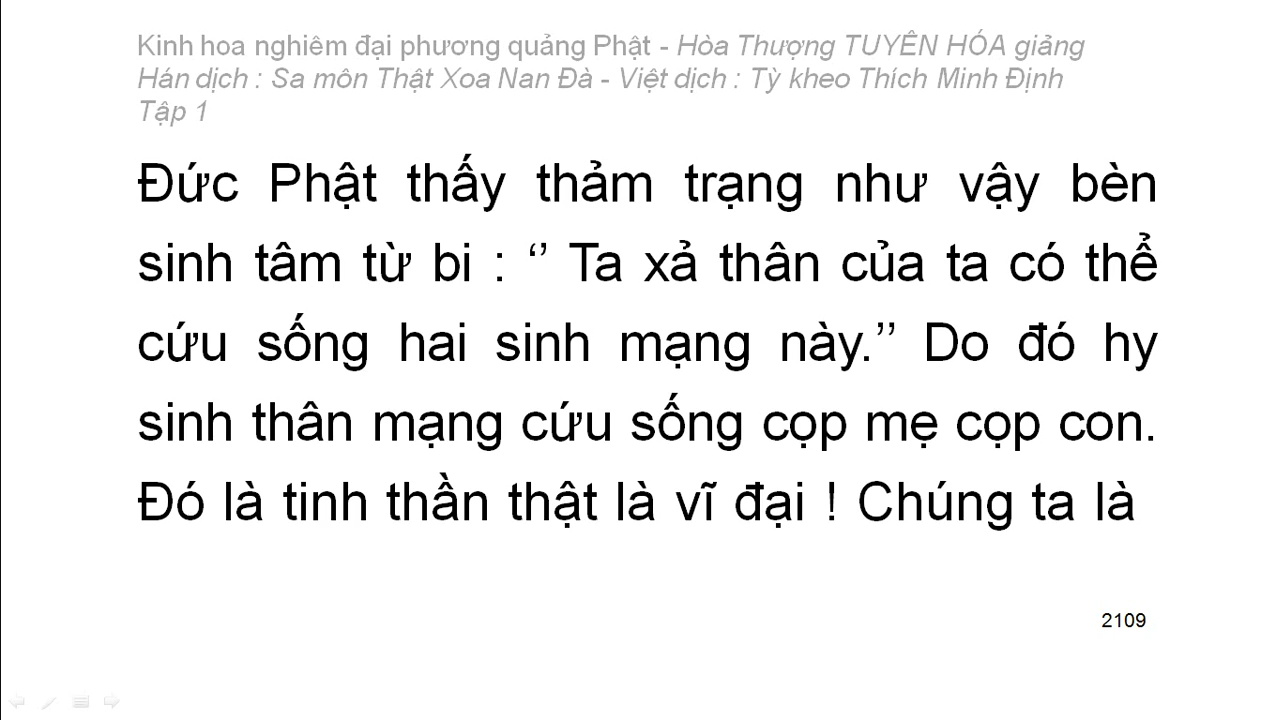 Kinh hoa nghiêm đại phương quảng Phật - Hòa Thượng TUYÊN HÓA giảng
Hán dịch : Sa môn Thật Xoa Nan Đà - Việt dịch : Tỳ kheo Thích Minh Định
Tập 1
Đức Phật thấy thảm trạng như vậy bèn
sinh tâm từ bi : ‘’ Ta xả thân của ta có thể
cứu sống hai sinh mạng này.’’ Do đó hy
sinh thân mạng cứu sống cọp mẹ cọp con.
Đó là tinh thần thật là vĩ đại ! Chúng ta là
2109